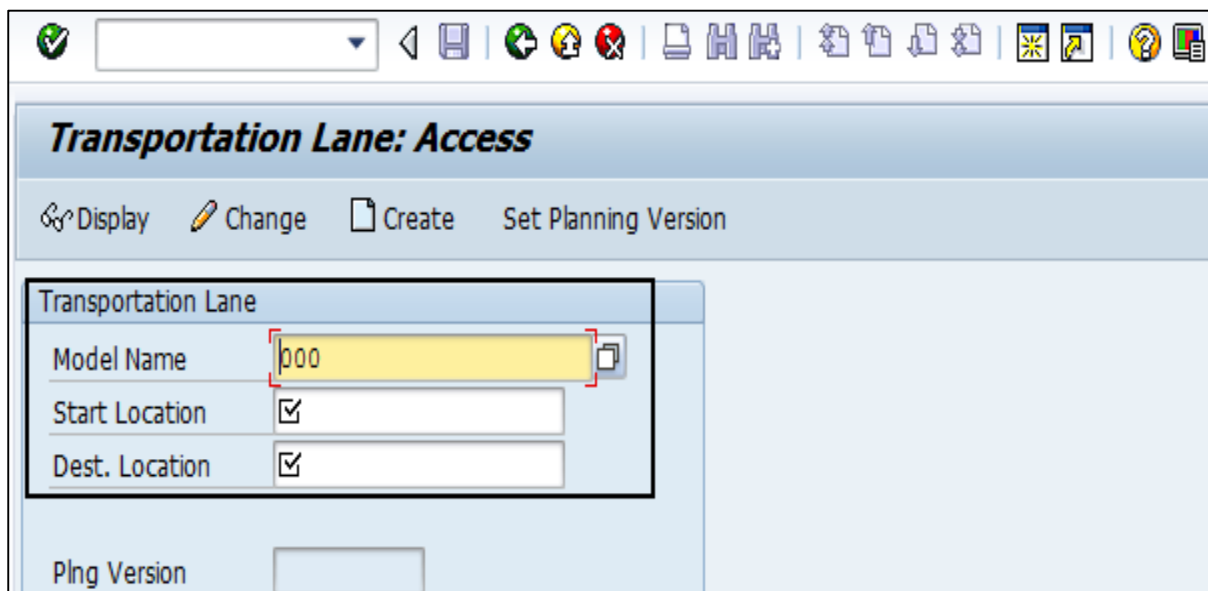 Transportation Lane: Access
Display Change Create Set Planning Version
Transportation Lane
Model Name 000
Start Location
Dest. Location
Plng Version